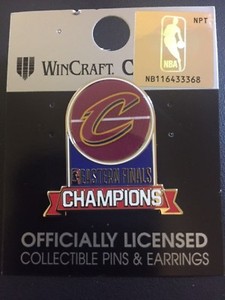 NPT
NBA
WINCRAFT. C
NB116433368
C
EASTERN FINALS
CHAMPIONS
OFFICIALLY LICENSED
COLLECTIBLE PINS & EARRINGS